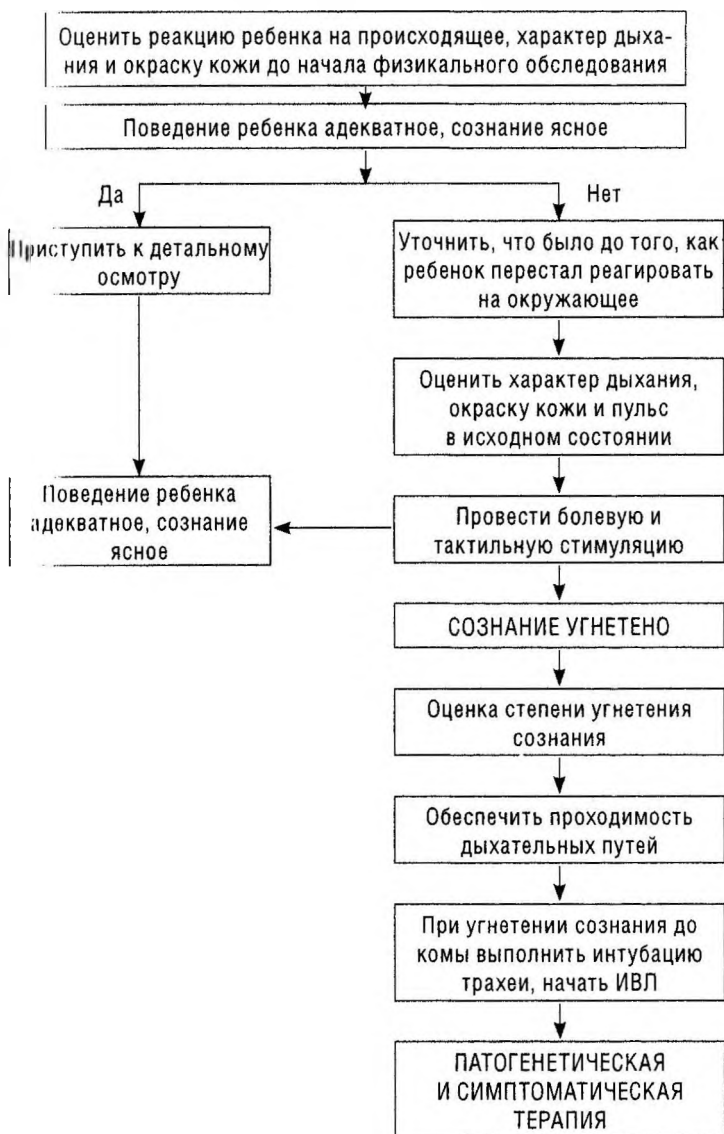 Оценить реакцию ребенка на происходящее, характер дыха-
ния и окраску кожи до начала физикального обследования
Поведение ребенка адекватное, сознание ясное
Да
Нет
Приступить к детальному
осмотру
Уточнить, что было до того, как
ребенок перестал реагировать
на окружающее
Оценить характер дыхания,
окраску кожи и пульс
в исходном состоянии
Поведение ребенка
адекватное, сознание
ясное
Провести болевую и
тактильную стимуляцию
СОЗНАНИЕ УГНЕТЕНО
Оценка степени угнетения
сознания
Обеспечить проходимость
дыхательных путей
При угнетении сознания до
комы выполнить интубацию
трахеи, начать ИВЛ
ПАТОГЕНЕТИЧЕСКАЯ
И СИМПТОМАТИЧЕСКАЯ
ТЕРАПИЯ